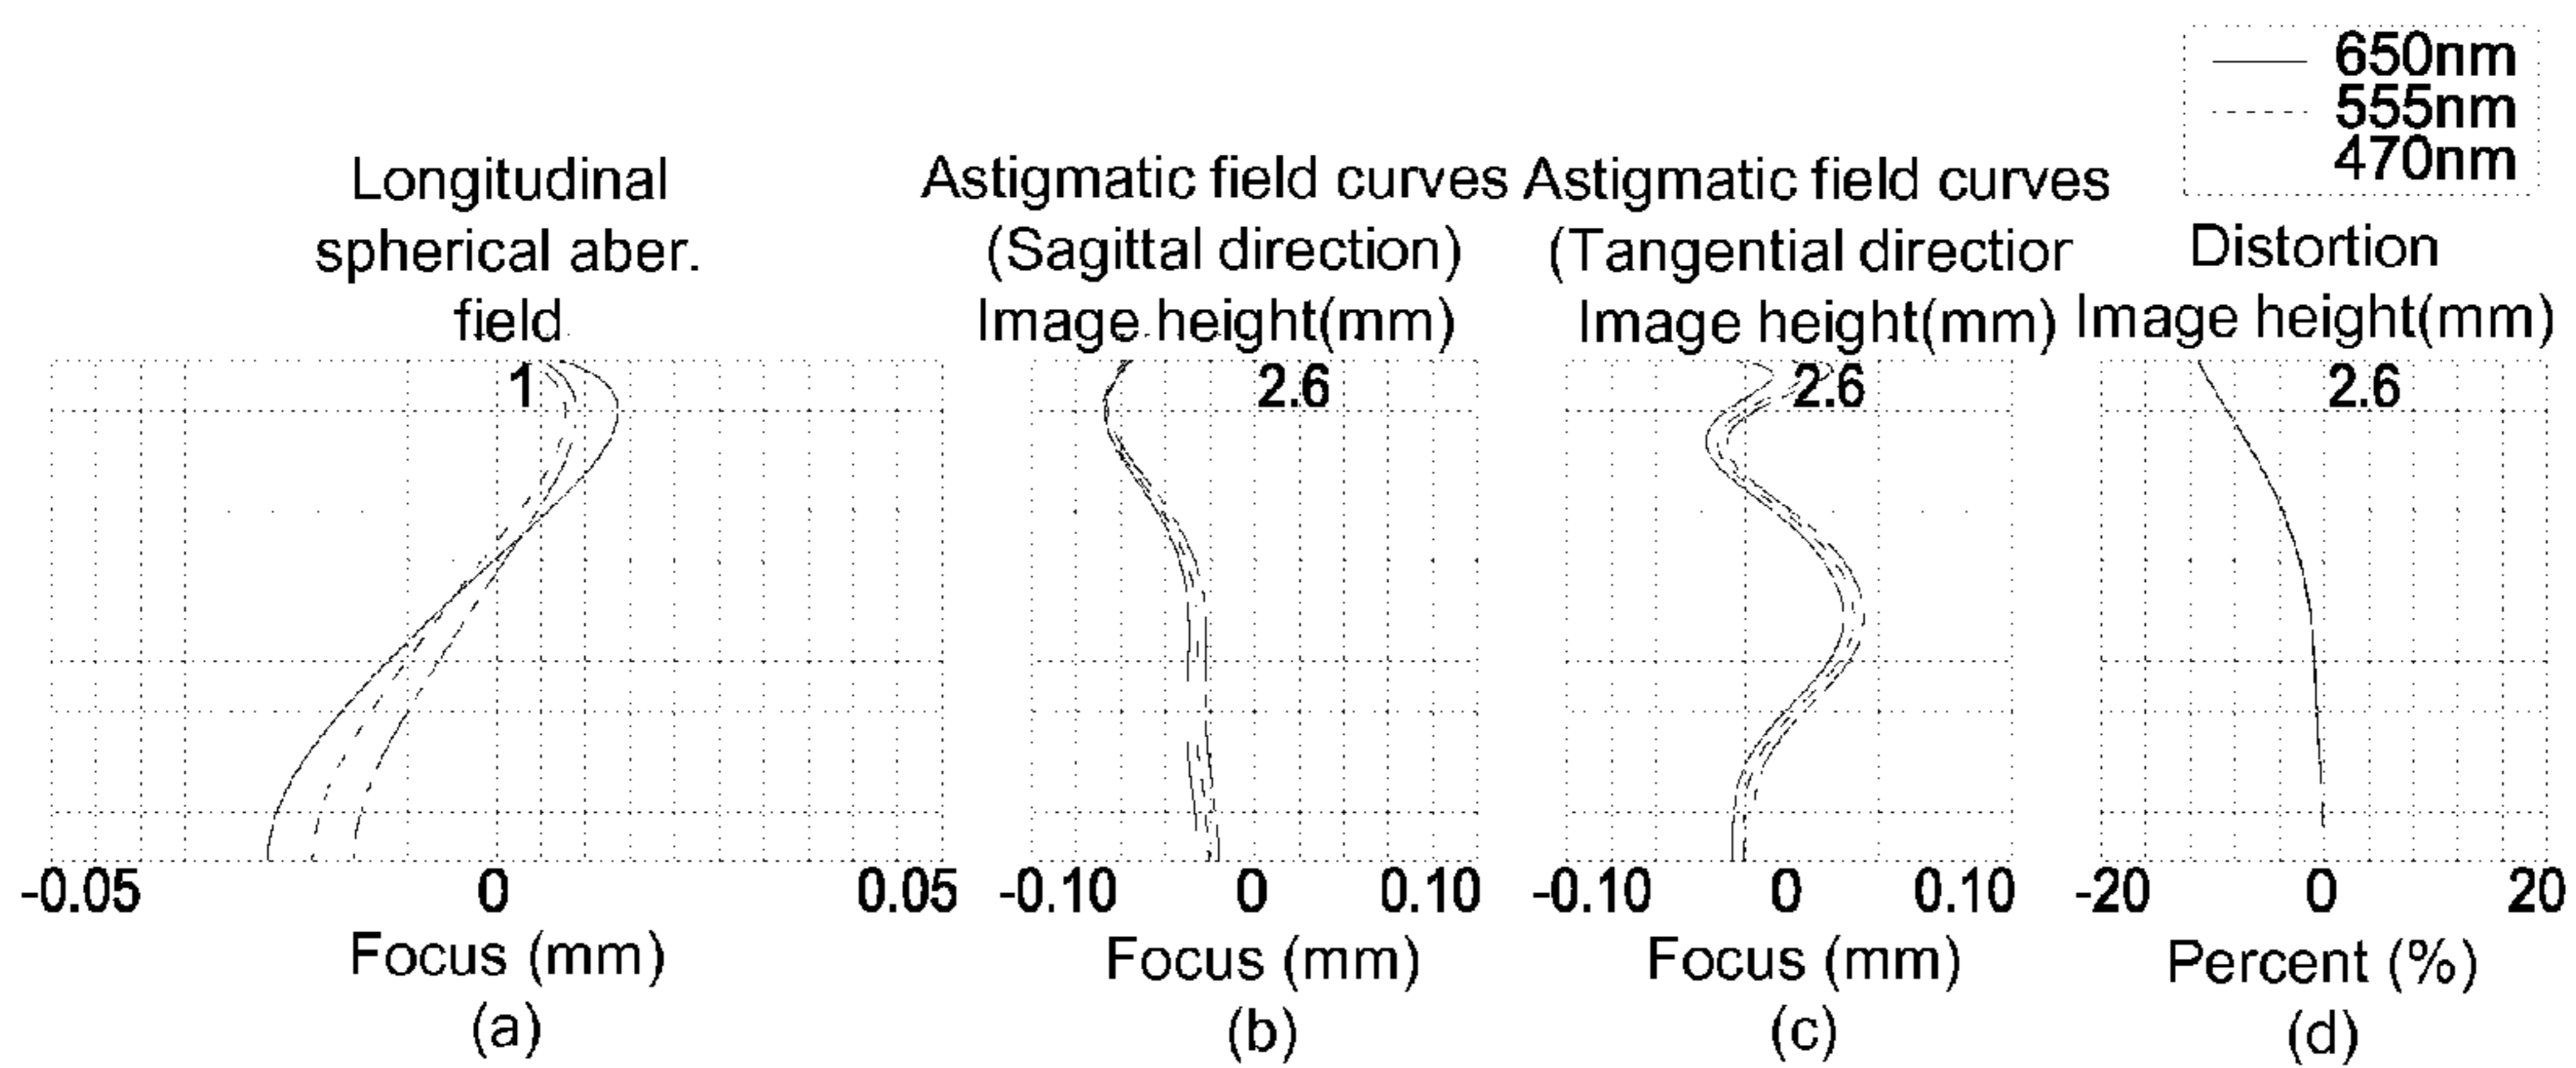 650nm
555nm
470nm
Longitudinal
spherical aber.
field
Astigmatic field curves
(Sagittal direction)
Image height(mm)
Astigmatic field curves
(Tangential direction
Image height(mm)
Distortion
Image height(mm)
1
2.6
2.6
2.6
-0.05 0 0.05
-0.10 0 0.10
-0.10 0 0.10
-20 0 20
Focus (mm)
Focus (mm)
Focus (mm)
Percent (%)
(a)
(b)
(c)
(d)